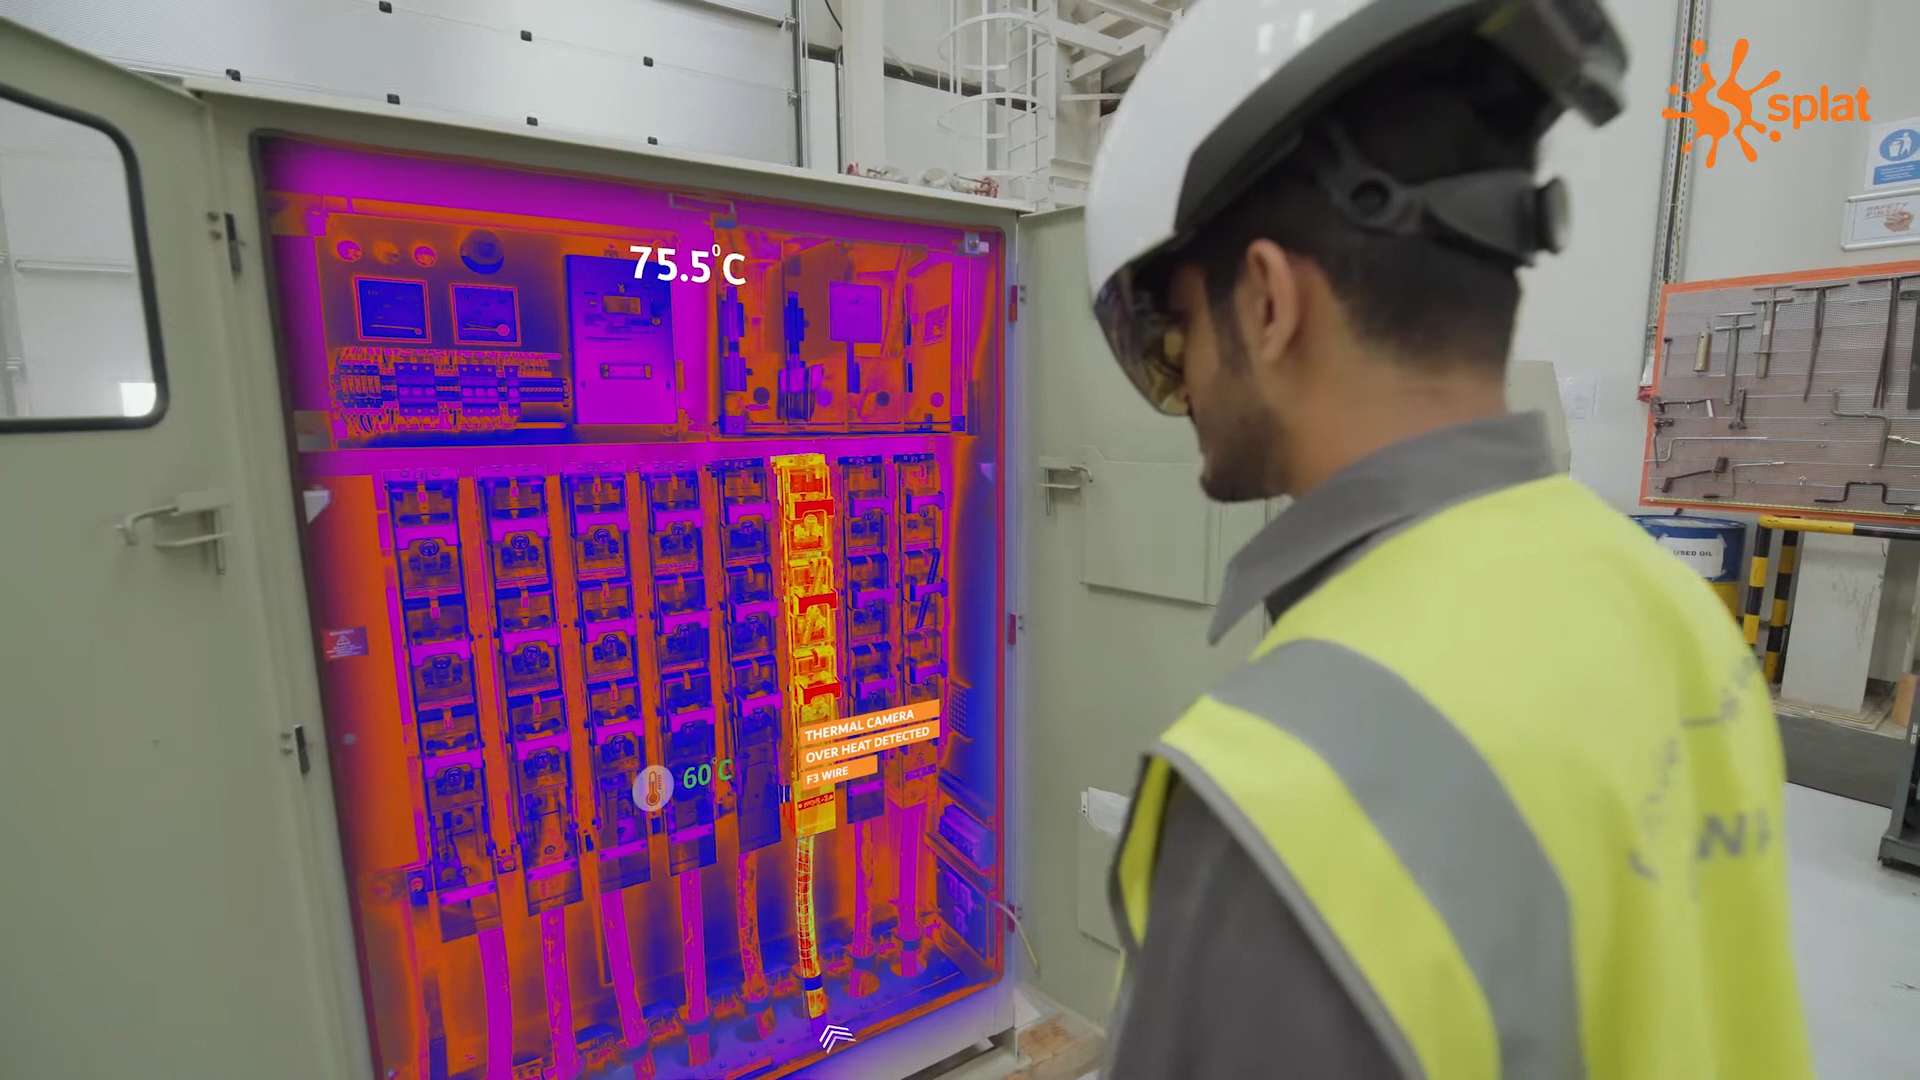 splat
75.5°C
THERMAL CAMERA
OVER HEAT DETECTED
F3 WIRE
60°C
USED OIL